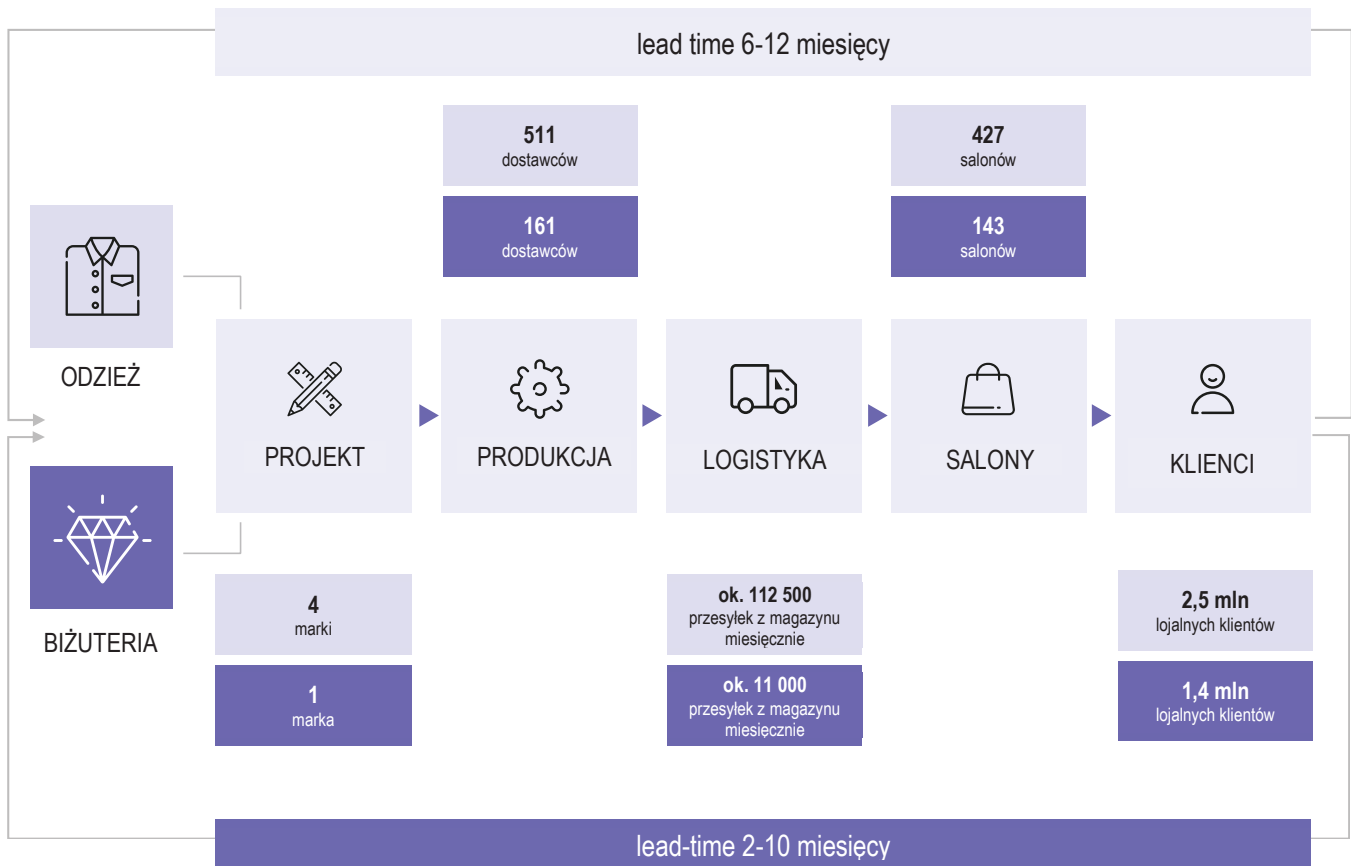 lead time 6-12 miesięcy
511
dostawców
427
salonów
161
dostawców
143
salonów
ODZIEŻ
BIŻUTERIA
PROJEKT
PRODUKCJA
LOGISTYKA
SALONY
KLIENCI
4
marki
ok. 112 500
przesyłek z magazynu
miesięcznie
2,5 mln
lojalnych klientów
1
marka
ok. 11 000
przesyłek z magazynu
miesięcznie
1,4 mln
lojalnych klientów
lead-time 2-10 miesięcy